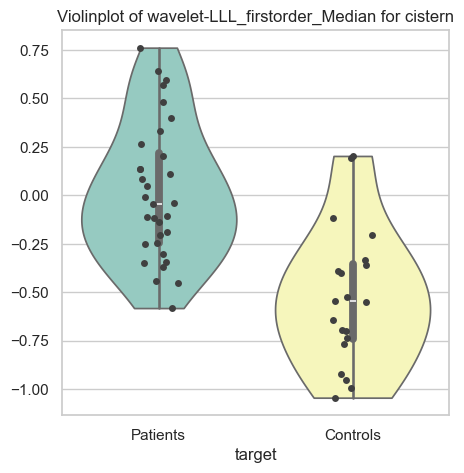 Violinplot of wavelet-LLL_firstorder_Median for cistern
0.75
0.50
0.25
0.00
−0.25
−0.50
−0.75
−1.00
Patients Controls
target